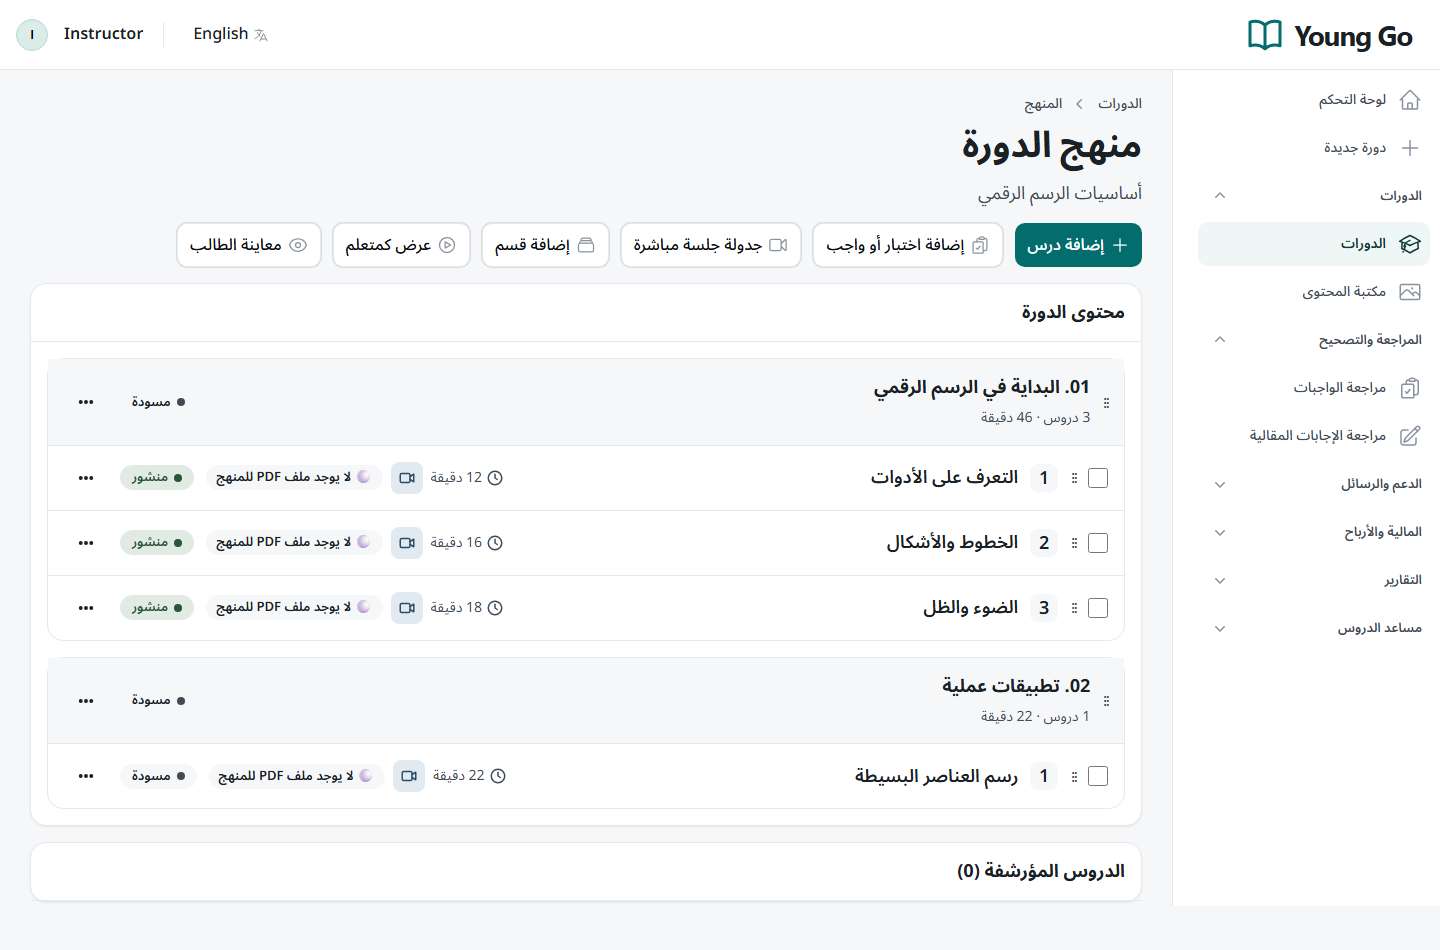 Young Go
English
Instructor
I
لوحة التحكم
دورة جديدة
الدورات
الدورات
مكتبة المحتوى
المراجعة والتصحيح
مراجعة الواجبات
مراجعة الإجابات المقالية
الدعم والرسائل
المالية والأرباح
التقارير
مساعد الدروس
الدورات
المنهج
منهج الدورة
أساسيات الرسم الرقمي
إضافة درس
إضافة اختبار أو واجب
جدولة جلسة مباشرة
إضافة قسم
عرض كمتعلم
معاينة الطالب
محتوى الدورة
01. البداية في الرسم الرقمي
3 دروس · 46 دقيقة
مسودة
1 التعرف على الأدوات 12 دقيقة لا يوجد ملف PDF للمنهج منشور
2 الخطوط والأشكال 16 دقيقة لا يوجد ملف PDF للمنهج منشور
3 الضوء والظل 18 دقيقة لا يوجد ملف PDF للمنهج منشور
02. تطبيقات عملية
1 دروس · 22 دقيقة
مسودة
1 رسم العناصر البسيطة 22 دقيقة لا يوجد ملف PDF للمنهج مسودة
الدروس المؤرشفة (0)